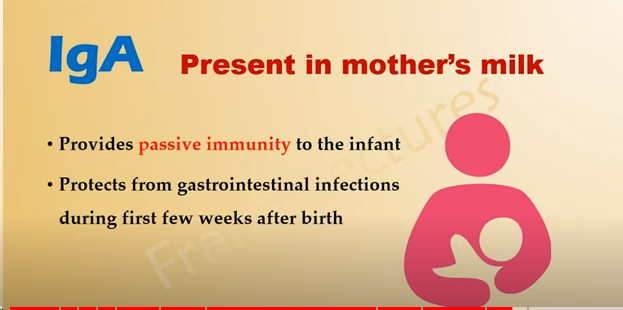 IgA Present in mother's milk
• Provides passive immunity to the infant
• Protects from gastrointestinal infections
during first few weeks after birth